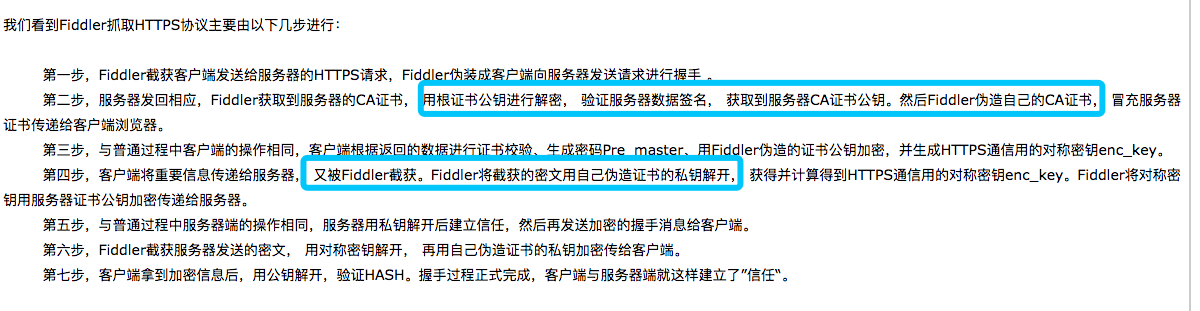 我们看到Fiddler抓取HTTPS协议主要由以下几步进行：
第一步，Fiddler截获客户端发送给服务器的HTTPS请求，Fiddler伪装成客户端向服务器发送请求进行握手 。
第二步，服务器发回相应，Fiddler获取到服务器的CA证书， 用根证书公钥进行解密， 验证服务器数据签名， 获取到服务器CA证书公钥。然后Fiddler伪造自己的CA证书， 冒充服务器
证书传递给客户端浏览器。
第三步，与普通过程中客户端的操作相同，客户端根据返回的数据进行证书校验、生成密码Pre_master、用Fiddler伪造的证书公钥加密，并生成HTTPS通信用的对称密钥enc_key。
第四步，客户端将重要信息传递给服务器， 又被Fiddler截获。Fiddler将截获的密文用自己伪造证书的私钥解开， 获得并计算得到HTTPS通信用的对称密钥enc_key。Fiddler将对称密
钥用服务器证书公钥加密传递给服务器。
第五步，与普通过程中服务器端的操作相同，服务器用私钥解开后建立信任，然后再发送加密的握手消息给客户端。
第六步，Fiddler截获服务器发送的密文， 用对称密钥解开， 再用自己伪造证书的私钥加密传给客户端。
第七步，客户端拿到加密信息后，用公钥解开，验证HASH。握手过程正式完成，客户端与服务器端就这样建立了”信任“。